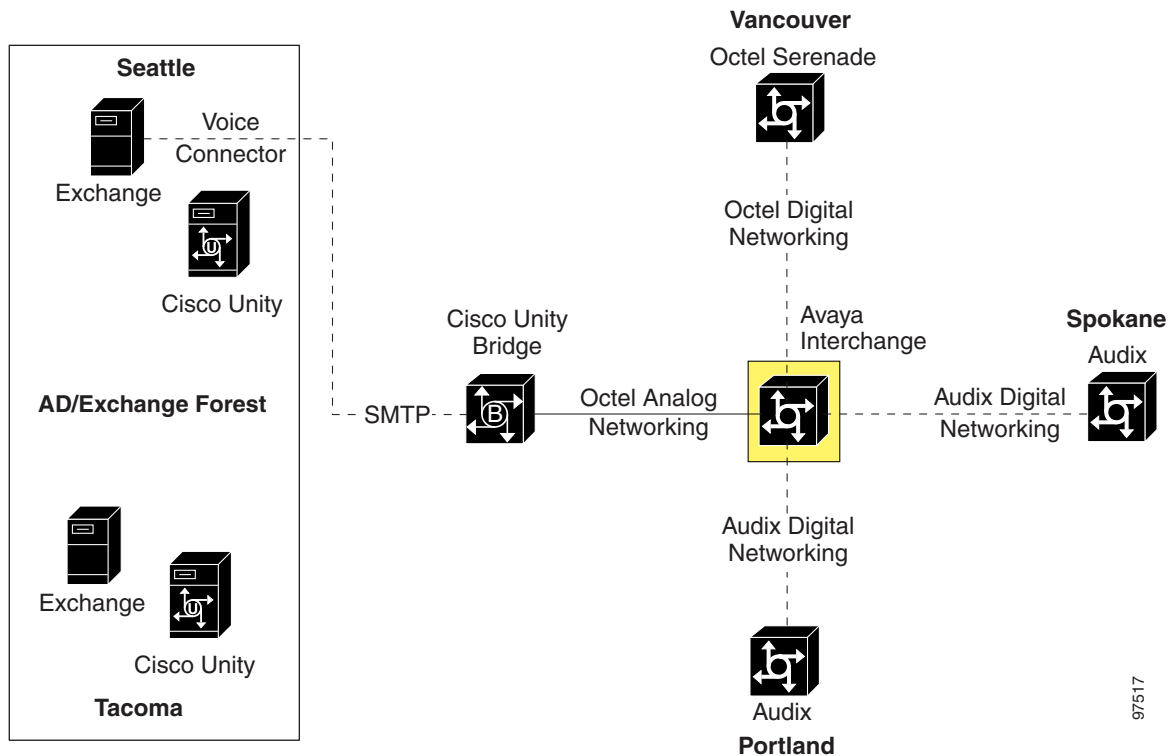 Vancouver
Octel Serenade
Seattle
Voice
Connector
Exchange
U
Cisco Unity
Octel Digital
Networking
Cisco Unity
Bridge
Avaya
Interchange
Spokane
Audix
AD/Exchange Forest
SMTP
B
Octel Analog
Networking
Audix Digital
Networking
Audix Digital
Networking
Exchange
U
Cisco Unity
Tacoma
Audix
Portland
97517